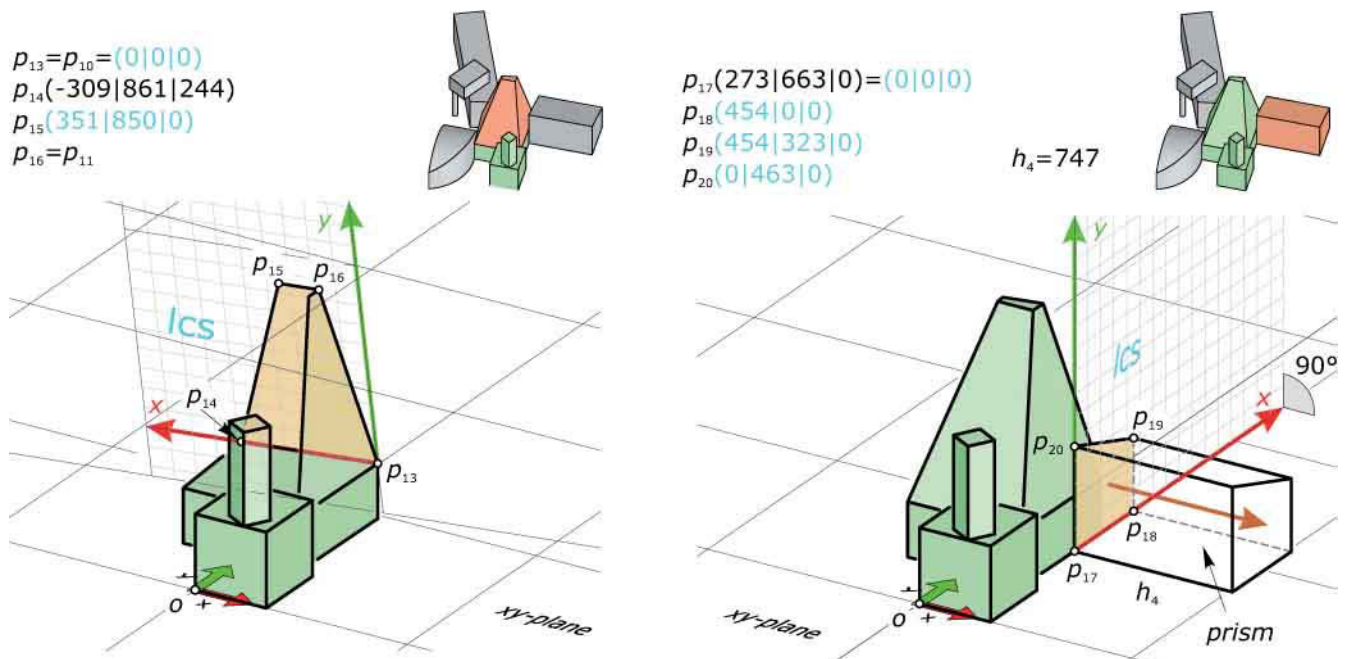 p13=p10=(0|0|0)
p14(-309|861|244)
p15(351|850|0)
p16=p11
p17(273|663|0)=(0|0|0)
p18(454|0|0)
p19(454|323|0)
p20(0|463|0)
h4=747
y
p15
p16
lcs
x
p14
p13
o
x
y
xy-plane
y
lcs
90°
x
p19
p20
p18
p17
h4
prism
o
x
y
xy-plane